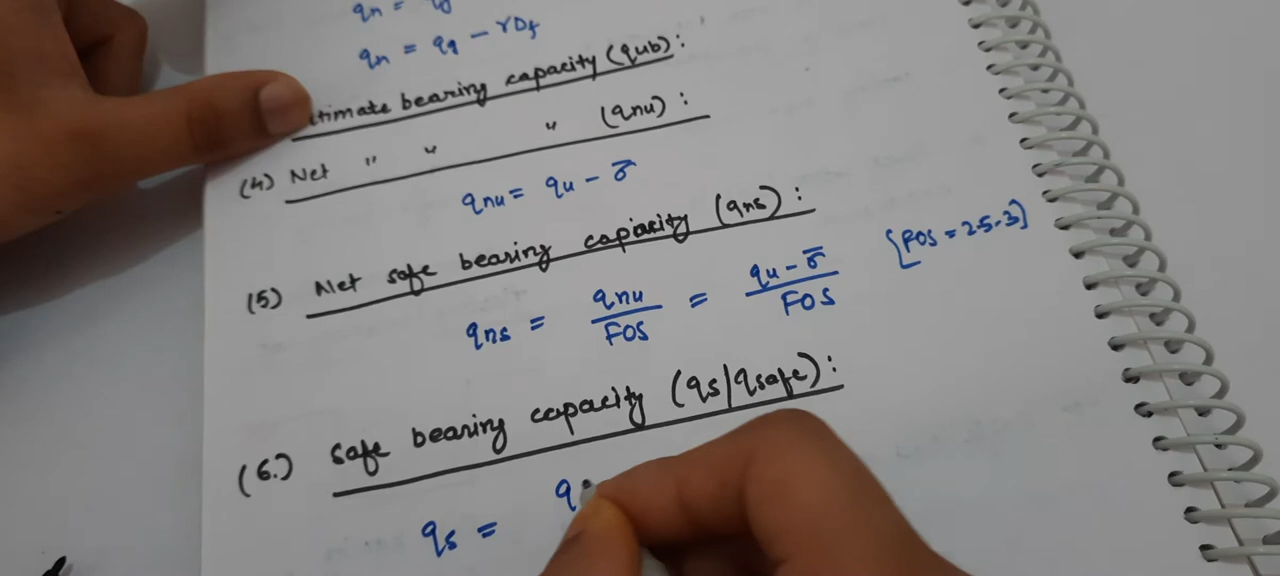 qn =
qn = qg - γDf
timate bearing capacity (qub):
(4) Net " " " (qnu):
qnu = qu - σ̄
(5) Net safe bearing capacity (qns):
qns = qnu/FOS = qu - σ̄/FOS [FOS = 2.5-3]
(6.) safe bearing capacity (qs/qsafe):
qs = q